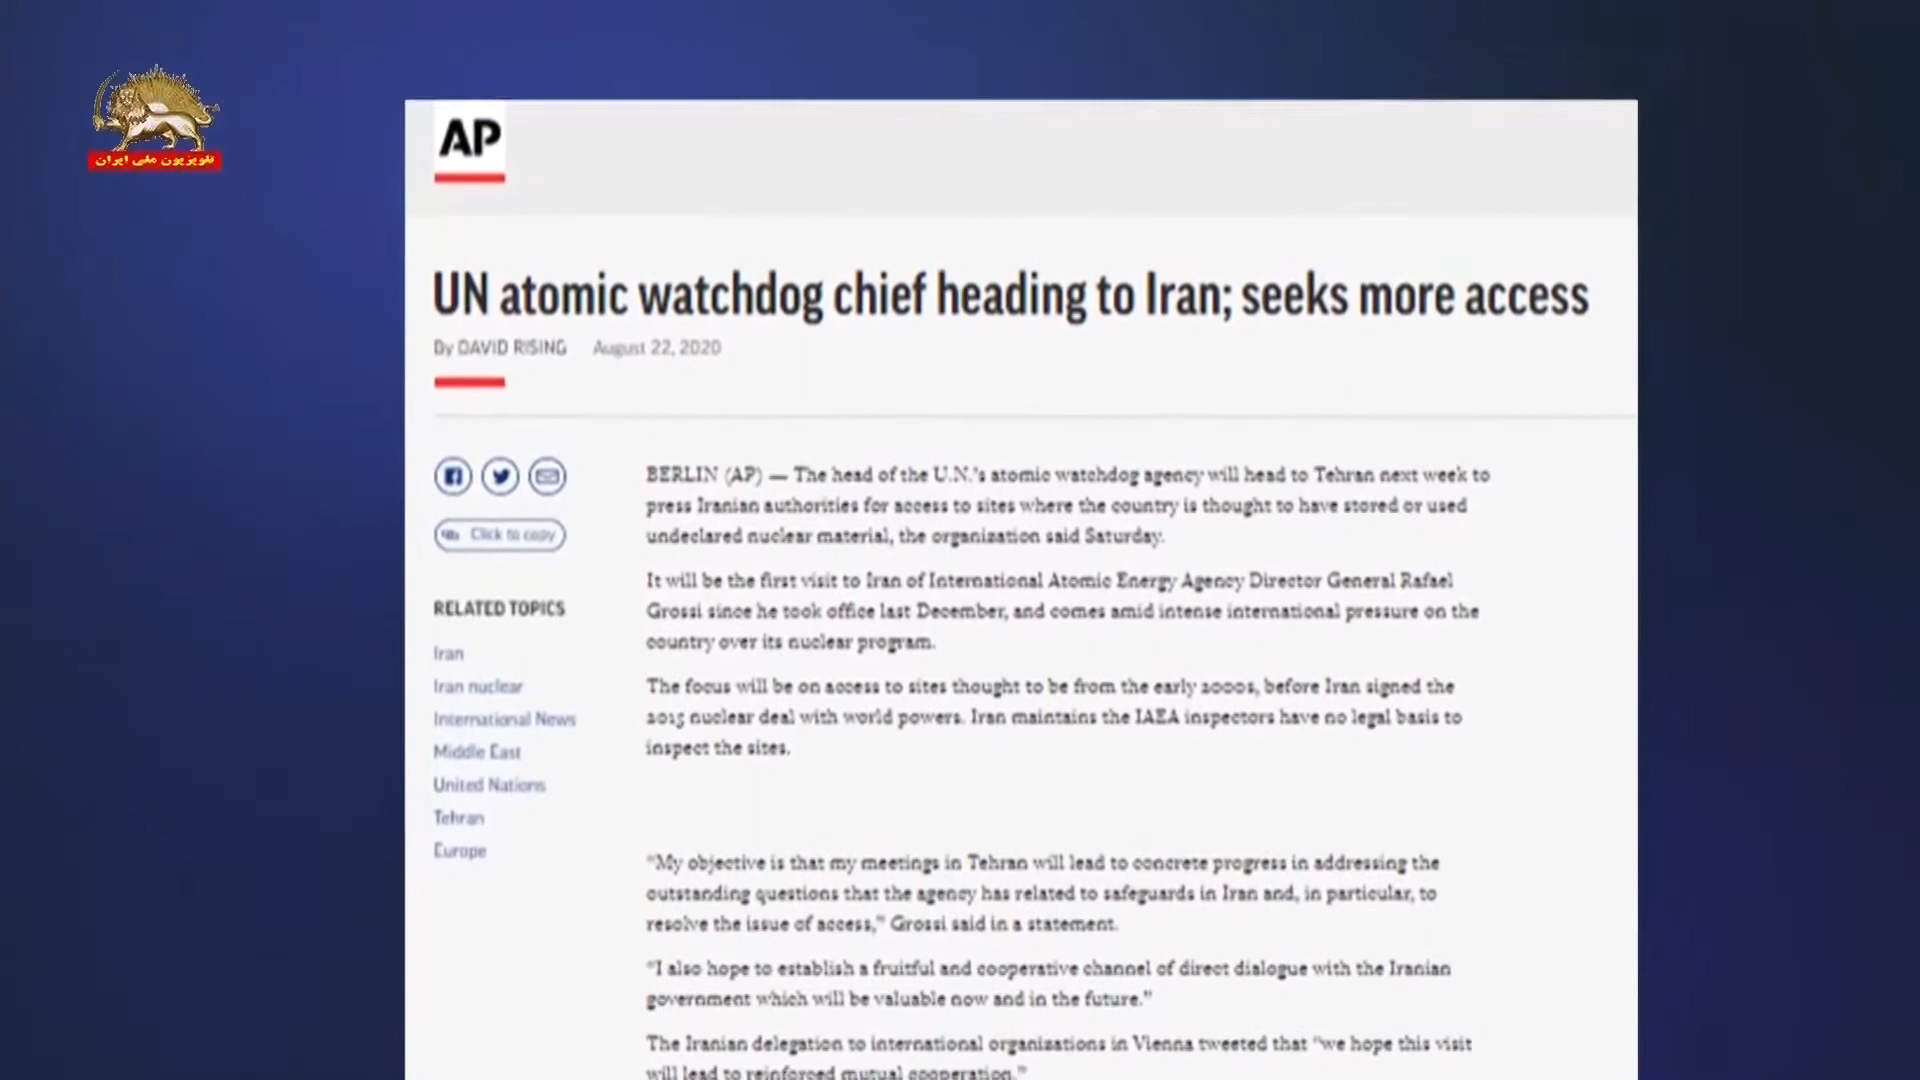 تلویزیون ملی ایران
AP
UN atomic watchdog chief heading to Iran; seeks more access
By DAVID RISING August 22, 2020
Click to copy
RELATED TOPICS
Iran
Iran nuclear
International News
Middle East
United Nations
Tehran
Europe
BERLIN (AP) — The head of the U.N.'s atomic watchdog agency will head to Tehran next week to
press Iranian authorities for access to sites where the country is thought to have stored or used
undeclared nuclear material, the organization said Saturday.
It will be the first visit to Iran of International Atomic Energy Agency Director General Rafael
Grossi since he took office last December, and comes amid intense international pressure on the
country over its nuclear program.
The focus will be on access to sites thought to be from the early 2000s, before Iran signed the
2015 nuclear deal with world powers. Iran maintains the IAEA inspectors have no legal basis to
inspect the sites.
“My objective is that my meetings in Tehran will lead to concrete progress in addressing the
outstanding questions that the agency has related to safeguards in Iran and, in particular, to
resolve the issue of access,” Grossi said in a statement.
“I also hope to establish a fruitful and cooperative channel of direct dialogue with the Iranian
government which will be valuable now and in the future.”
The Iranian delegation to international organizations in Vienna tweeted that “we hope this visit
will lead to reinforced mutual cooperation.”